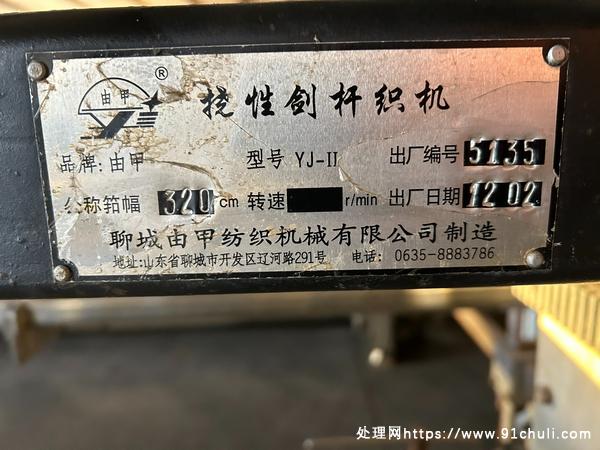 由甲 ® 挠性剑杆织机
品牌:由甲 型号 YJ-II 出厂编号 5135
公称筘幅 320 cm 转速 r/min 出厂日期 1202
聊城由甲纺织机械有限公司制造
地址:山东省聊城市开发区辽河路291号 电话: 0635-8883786
处理网https://www.91chuli.com